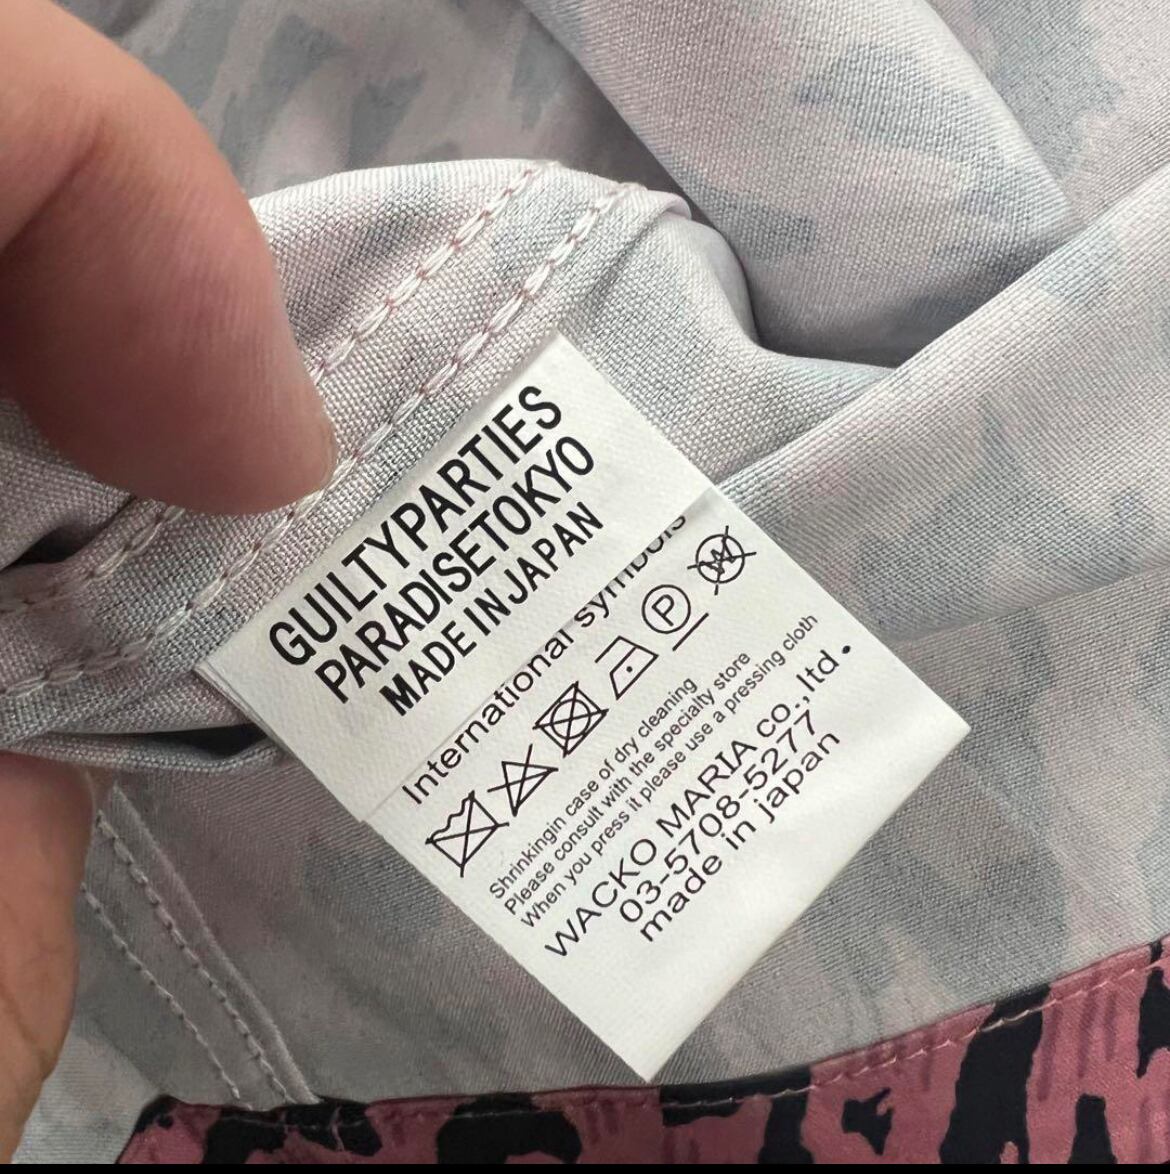 GUILTYPARTIES
PARADISETOKYO
MADE IN JAPAN
International symbols
P W
Shrinkingin case of dry cleaning
Please consult with the specialty store
When you press it please use a pressing cloth
WACKO MARIA co.,ltd.
03-5708-5277
made in japan